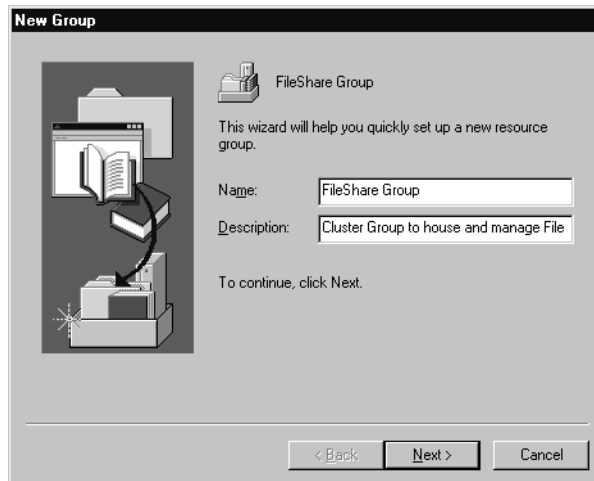 New Group
FileShare Group
This wizard will help you quickly set up a new resource
group.
Name: FileShare Group
Description: Cluster Group to house and manage File
To continue, click Next.
< Back Next > Cancel